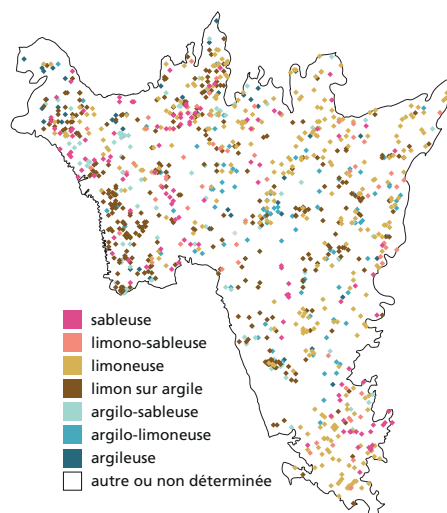 sableuse
limono-sableuse
limoneuse
limon sur argile
argilo-sableuse
argilo-limoneuse
argileuse
autre ou non déterminée